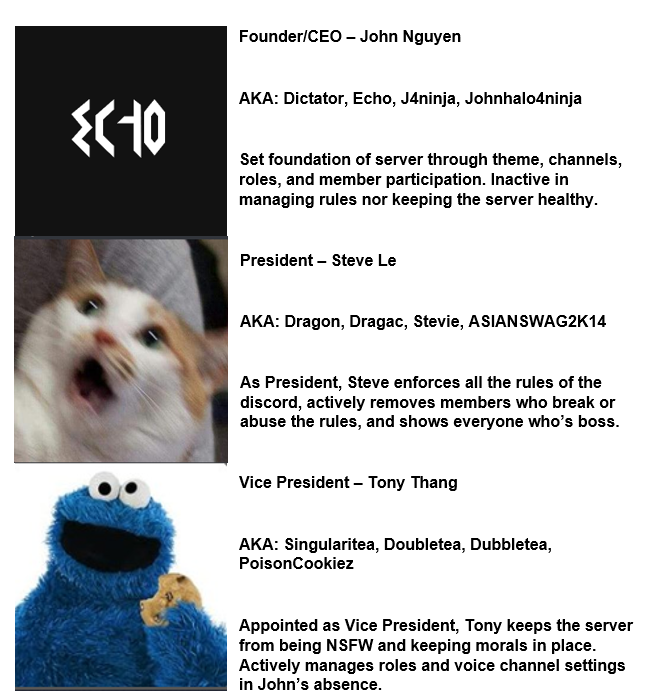 ECHO
Founder/CEO – John Nguyen
AKA: Dictator, Echo, J4ninja, Johnhalo4ninja
Set foundation of server through theme, channels,
roles, and member participation. Inactive in
managing rules nor keeping the server healthy.
President – Steve Le
AKA: Dragon, Dragac, Stevie, ASIANSWAG2K14
As President, Steve enforces all the rules of the
discord, actively removes members who break or
abuse the rules, and shows everyone who’s boss.
Vice President – Tony Thang
AKA: Singularitea, Doubletea, Dubbletea,
PoisonCookiez
Appointed as Vice President, Tony keeps the server
from being NSFW and keeping morals in place.
Actively manages roles and voice channel settings
in John’s absence.